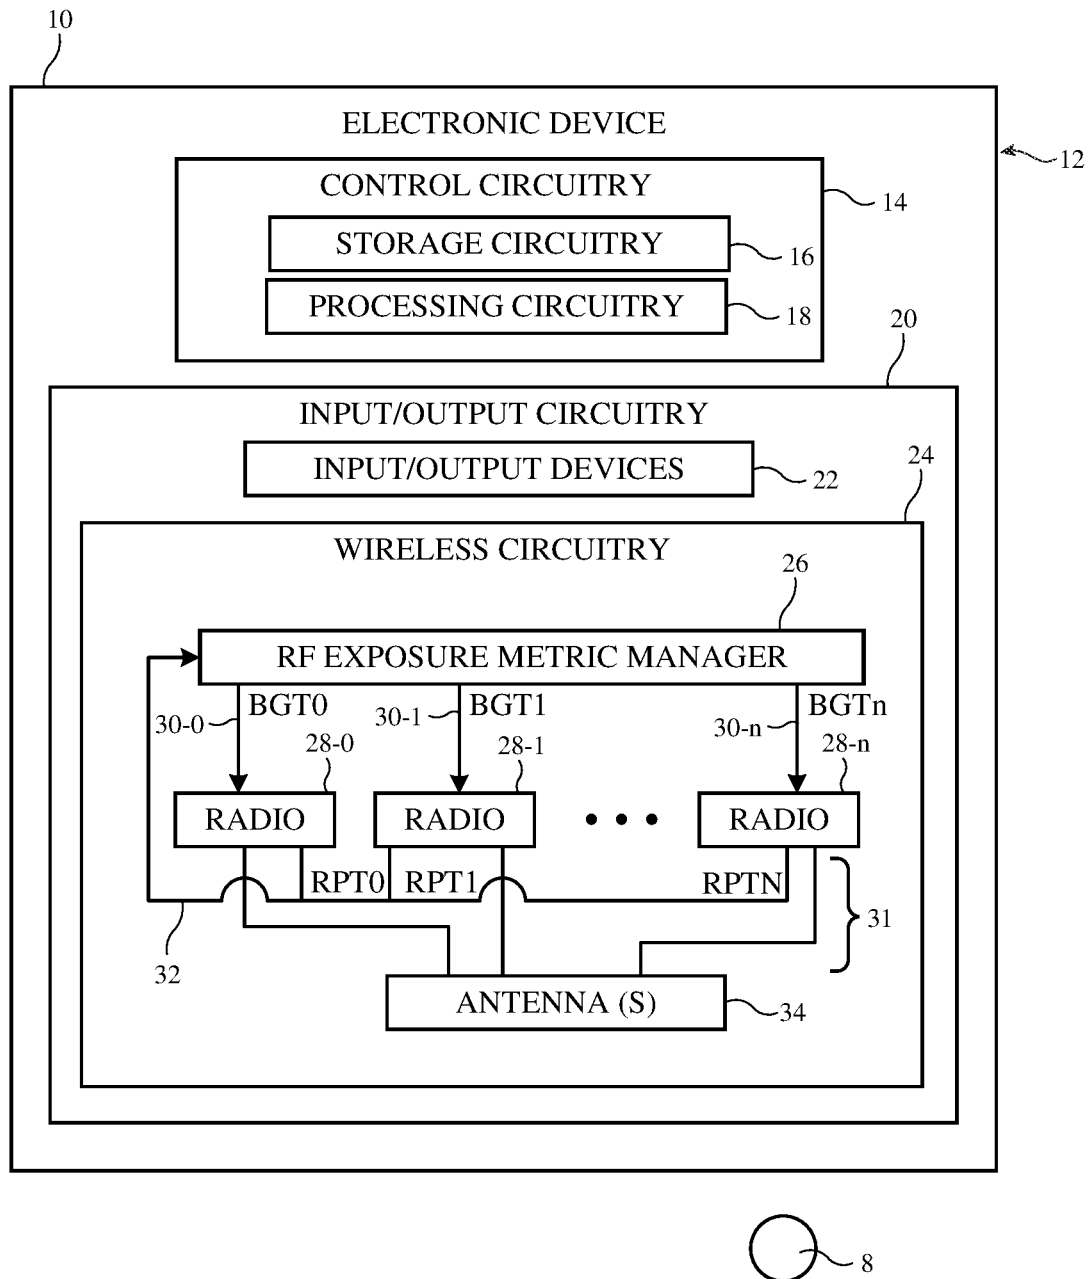 10
ELECTRONIC DEVICE
12
CONTROL CIRCUITRY
14
STORAGE CIRCUITRY
16
PROCESSING CIRCUITRY
18
20
INPUT/OUTPUT CIRCUITRY
INPUT/OUTPUT DEVICES
22
24
WIRELESS CIRCUITRY
26
RF EXPOSURE METRIC MANAGER
30-0
BGT0
30-1
BGT1
30-n
BGTn
28-0
28-1
28-n
RADIO
RADIO
RADIO
RPT0
RPT1
RPTN
31
32
ANTENNA (S)
34
8